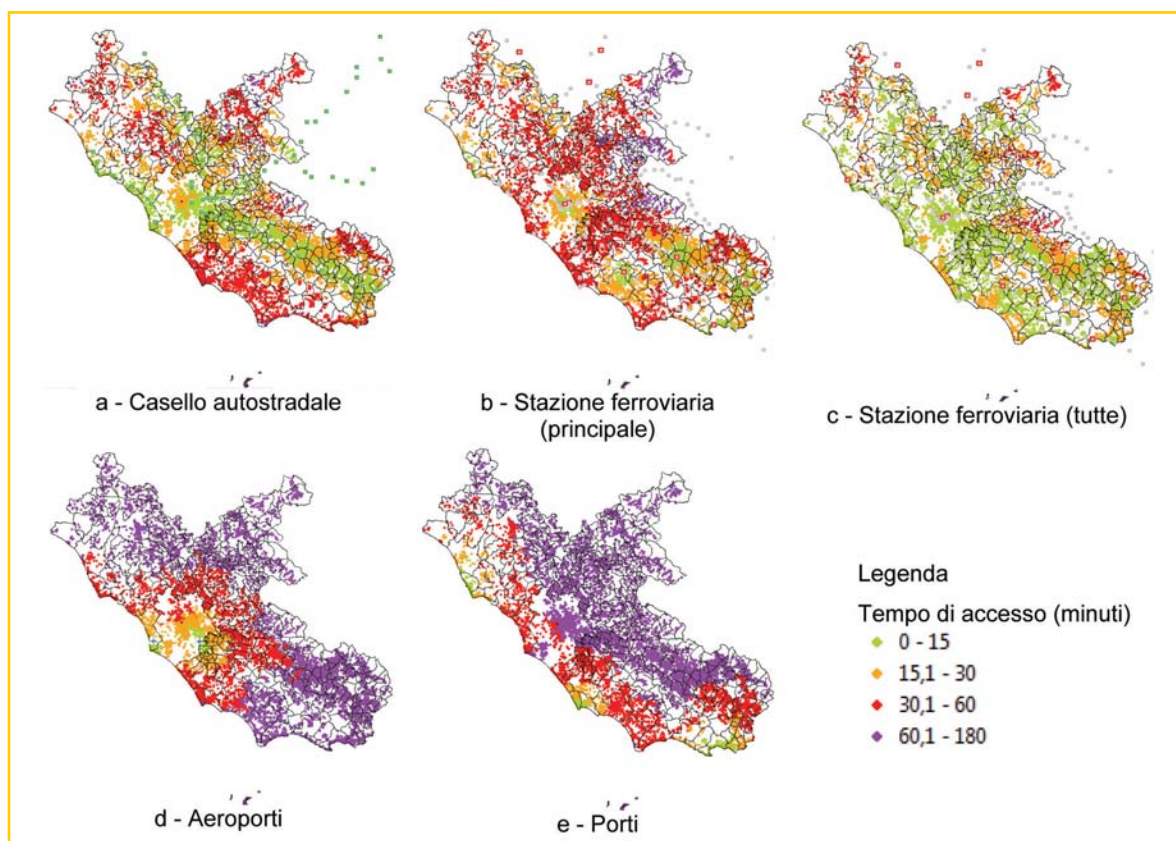 a - Casello autostradale
b - Stazione ferroviaria
(principale)
c - Stazione ferroviaria (tutte)
d - Aeroporti
e - Porti
Legenda
Tempo di accesso (minuti)
0 - 15
15,1 - 30
30,1 - 60
60,1 - 180